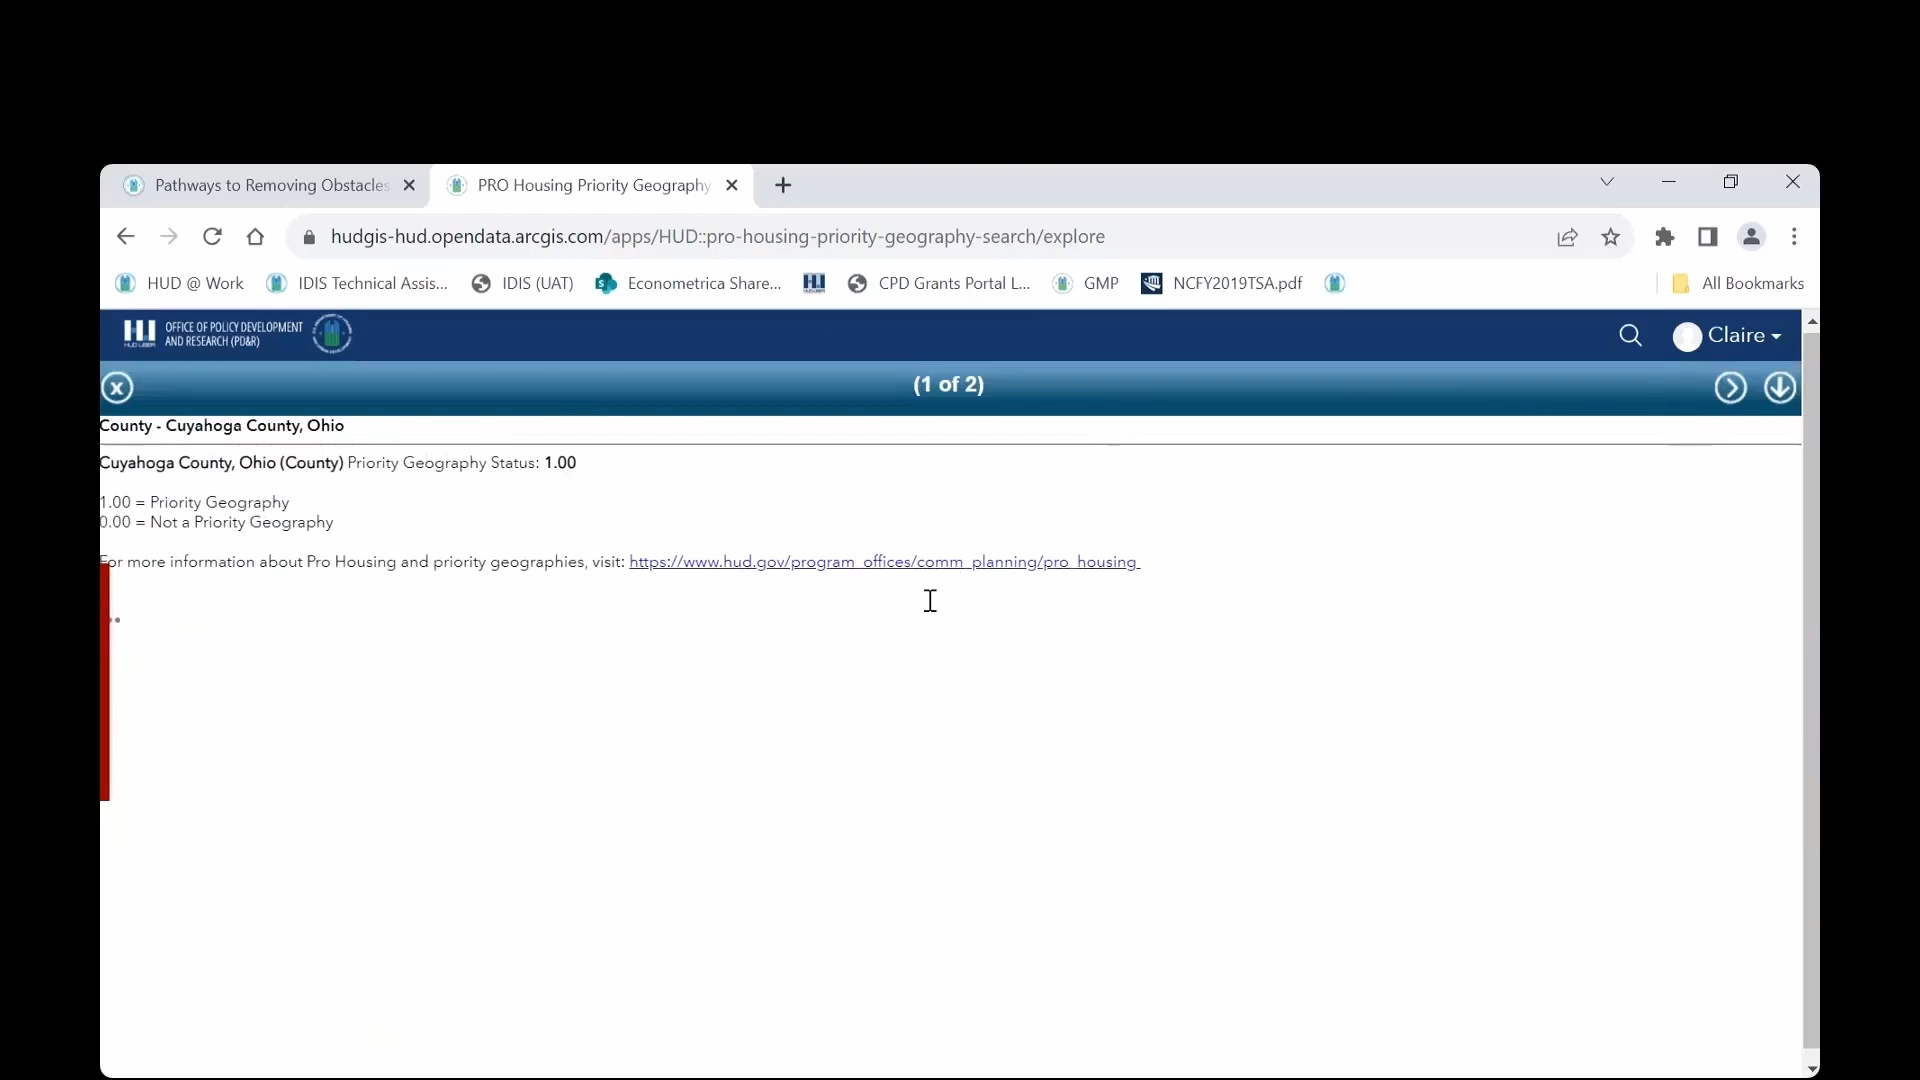 Pathways to Removing Obstacles
PRO Housing Priority Geography
hudgis-hud.opendata.arcgis.com/apps/HUD::pro-housing-priority-geography-search/explore
HUD @ Work
IDIS Technical Assis...
IDIS (UAT)
Econometrica Share...
CPD Grants Portal L...
GMP
NCFY2019TSA.pdf
All Bookmarks
OFFICE OF POLICY DEVELOPMENT
AND RESEARCH (PD&R)
HUD USER
Claire
(1 of 2)
County - Cuyahoga County, Ohio
Cuyahoga County, Ohio (County) Priority Geography Status: 1.00
1.00 = Priority Geography
0.00 = Not a Priority Geography
For more information about Pro Housing and priority geographies, visit: https://www.hud.gov/program_offices/comm_planning/pro_housing